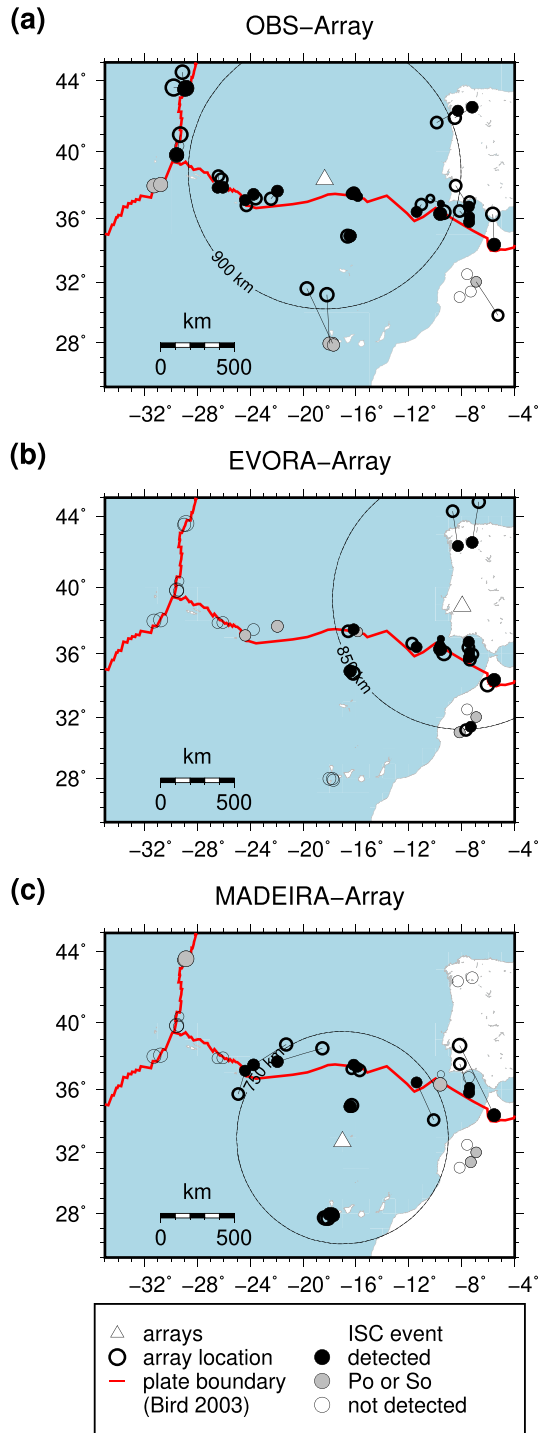 (a)
OBS−Array
44˚
40˚
36˚
32˚
28˚
900 km
km
0 500
−32 −28 −24 −20 −16 −12 −8 −4˚
(b)
EVORA−Array
44˚
40˚
36˚
32˚
28˚
850 km
km
0 500
−32 −28 −24 −20 −16 −12 −8 −4˚
(c)
MADEIRA−Array
44˚
40˚
36˚
32˚
28˚
750 km
km
0 500
−32 −28 −24 −20 −16 −12 −8 −4˚
arrays
array location
plate boundary
(Bird 2003)
ISC event
detected
Po or So
not detected